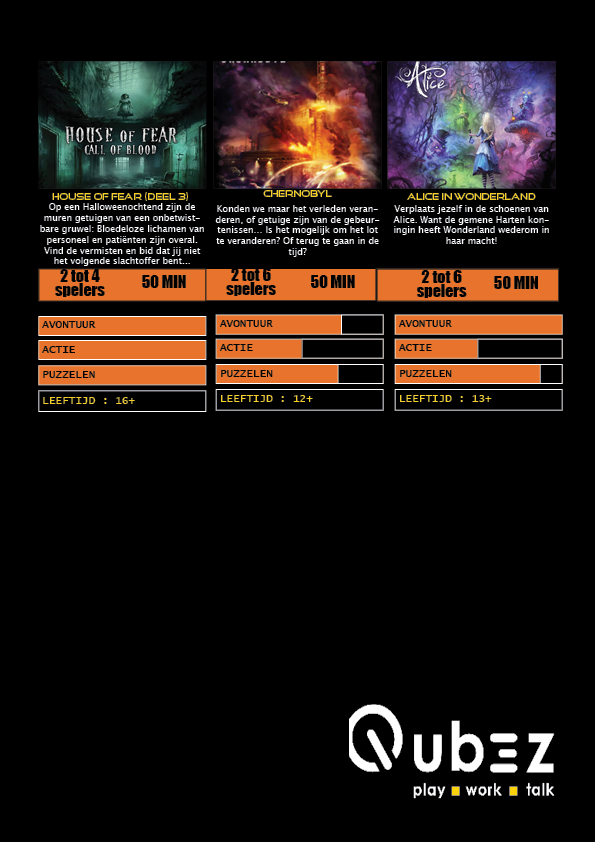 HOUSE OF FEAR
CALL OF BLOOD
HOUSE OF FEAR (DEEL 3)
Op een Halloweenochtend zijn de
muren getuigen van een onbetwist-
bare gruwel: Bloedeloze lichamen van
personeel en patiënten zijn overal.
Vind de vermisten en bid dat jij niet
het volgende slachtoffer bent...
2 tot 4
spelers
50 MIN
AVONTUUR
ACTIE
PUZZELEN
LEEFTIJD : 16+
CHERNOBYL
Konden we maar het verleden veran-
deren, of getuige zijn van de gebeur-
tenissen... Is het mogelijk om het lot
te veranderen? Of terug te gaan in de
tijd?
2 tot 6
spelers
50 MIN
AVONTUUR
ACTIE
PUZZELEN
LEEFTIJD : 12+
Alice
ALICE IN WONDERLAND
Verplaats jezelf in de schoenen van
Alice. Want de gemene Harten kon-
ingin heeft Wonderland wederom in
haar macht!
2 tot 6
spelers
50 MIN
AVONTUUR
ACTIE
PUZZELEN
LEEFTIJD : 13+
Qubez
play work talk